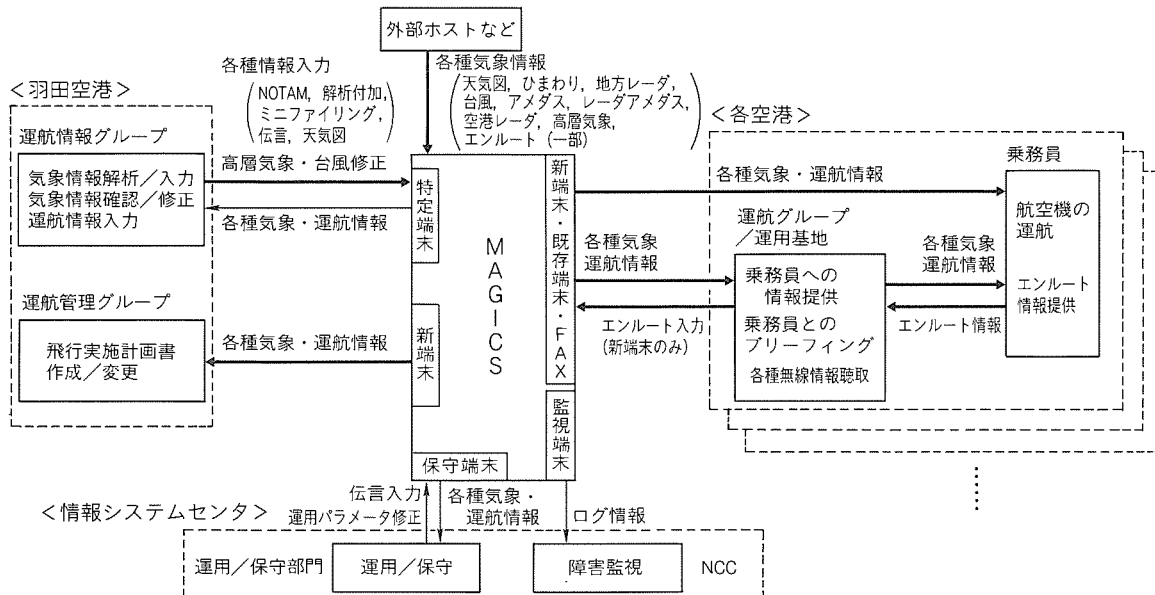 外部ホストなど
各種気象情報
(天気図，ひまわり，地方レーダ，
台風，アメダス，レーダアメダス，
空港レーダ，高層気象，
エンルート（一部）)
各種情報入力
(NOTAM，解析付加，
ミニファイリング，
伝言，天気図)
＜羽田空港＞
運航情報グループ
気象情報解析／入力
気象情報確認／修正
運航情報入力
高層気象・台風修正
各種気象・運航情報
運航管理グループ
飛行実施計画書
作成／変更
各種気象・運航情報
特定端末
新端末
MAGICS
新端末・既存端末・FAX
監視端末
保守端末
＜各空港＞
乗務員
各種気象・運航情報
航空機の
運航
エンルート
情報提供
運航グループ
／運用基地
各種気象
運航情報
乗務員への
情報提供
乗務員との
ブリーフィング
各種無線情報聴取
各種気象
運航情報
エンルート情報
エンルート入力
(新端末のみ)
＜情報システムセンタ＞
伝言入力
運用パラメータ修正
各種気象・
運航情報
ログ情報
運用／保守部門
運用／保守
障害監視
NCC